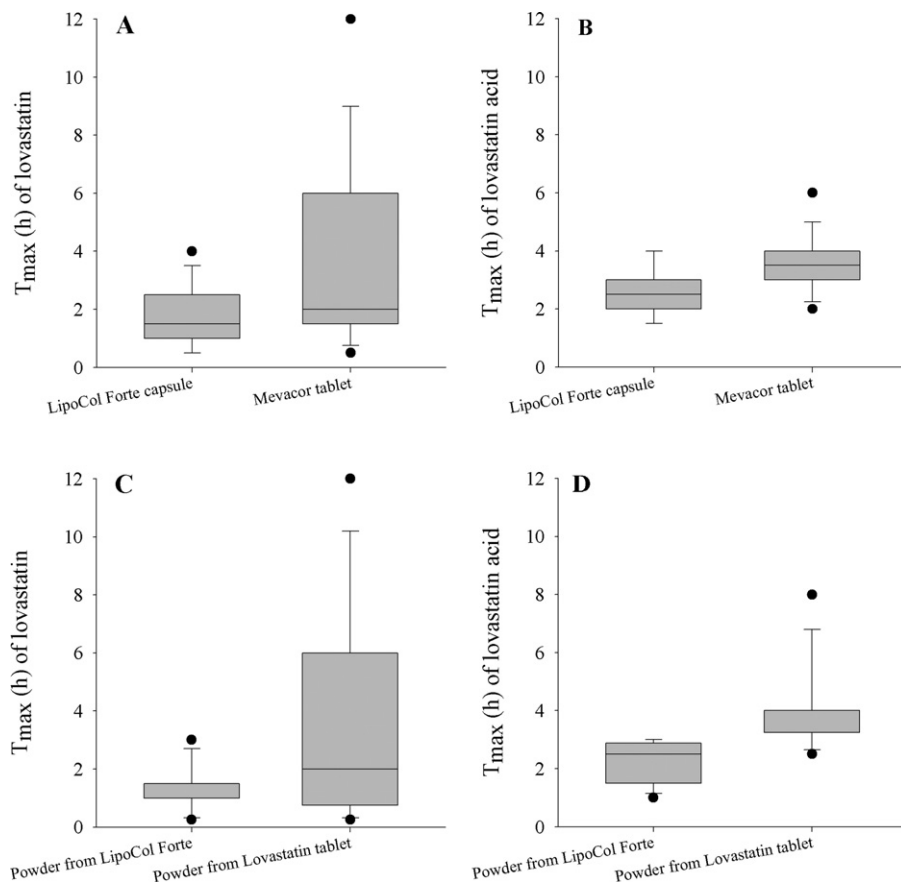 A
12
10
8
6
4
2
0
Tmax (h) of lovastatin
LipoCol Forte capsule
Mevacor tablet
B
12
10
8
6
4
2
0
Tmax (h) of lovastatin acid
LipoCol Forte capsule
Mevacor tablet
C
12
10
8
6
4
2
0
Tmax (h) of lovastatin
Powder from LipoCol Forte
Powder from Lovastatin tablet
D
12
10
8
6
4
2
0
Tmax (h) of lovastatin acid
Powder from LipoCol Forte
Powder from Lovastatin tablet